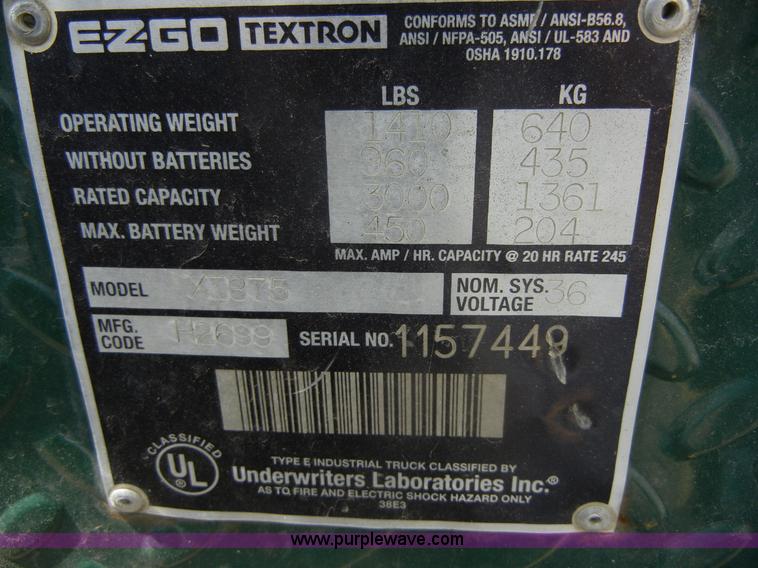 E-Z-GO TEXTRON CONFORMS TO ASME / ANSI-B56.8,
ANSI / NFPA-505, ANSI / UL-583 AND
OSHA 1910.178
LBS KG
OPERATING WEIGHT 1410 640
WITHOUT BATTERIES 960 435
RATED CAPACITY 3000 1361
MAX. BATTERY WEIGHT 450 204
MAX. AMP / HR. CAPACITY @ 20 HR RATE 245
MODEL
NOM. SYS. VOLTAGE 36
MFG. CODE H2699 SERIAL NO. 1157449
CLASSIFIED
UL
®
TYPE E INDUSTRIAL TRUCK CLASSIFIED BY
Underwriters Laboratories Inc.®
AS TO FIRE AND ELECTRIC SHOCK HAZARD ONLY
38E3
www.purplewave.com